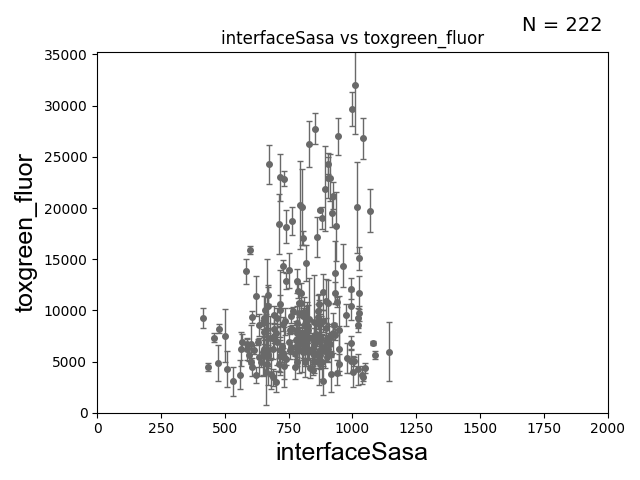 N = 222
interfaceSasa vs toxgreen_fluor
35000
30000
25000
20000
15000
10000
5000
0
toxgreen_fluor
0 250 500 750 1000 1250 1500 1750 2000
interfaceSasa